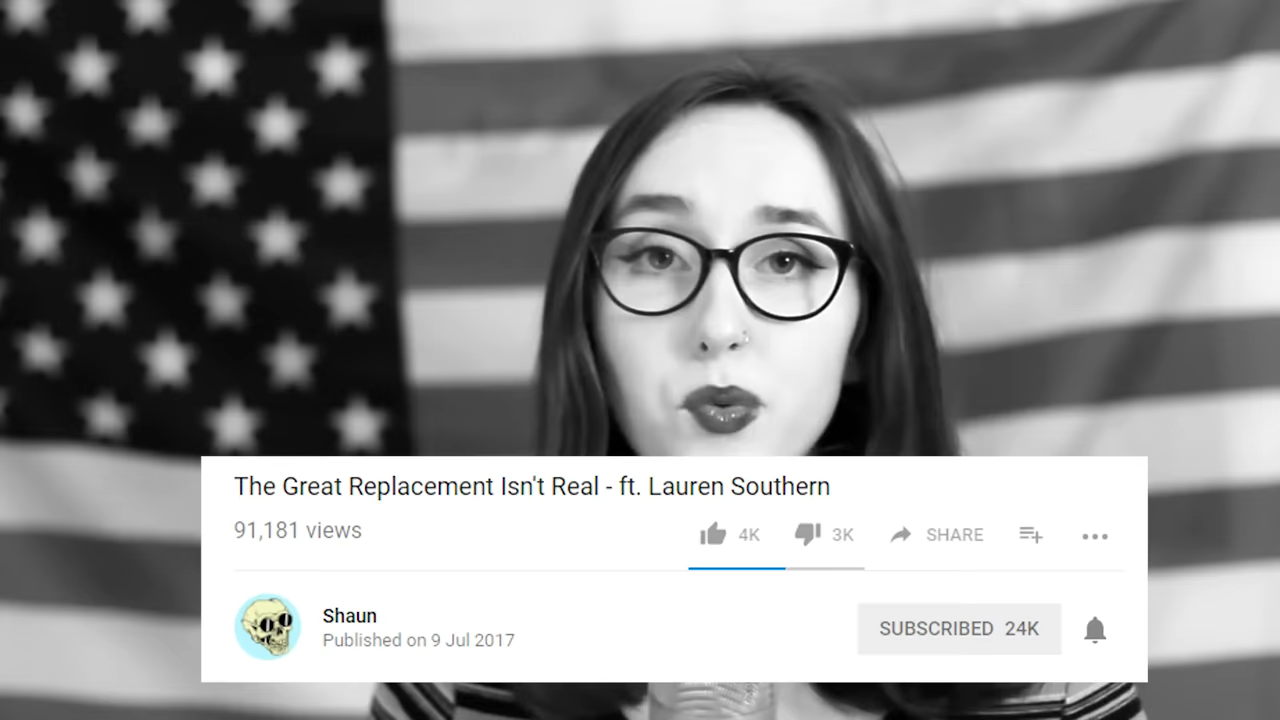 The Great Replacement Isn't Real - ft. Lauren Southern
91,181 views
4K 3K SHARE
Shaun
Published on 9 Jul 2017
SUBSCRIBED 24K